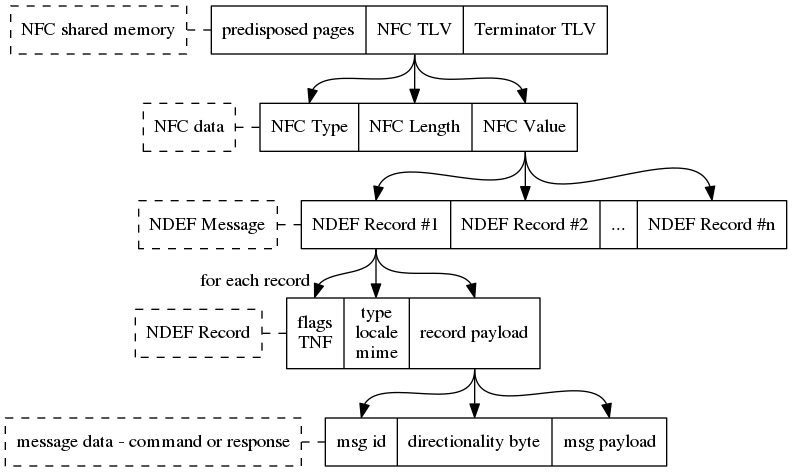 NFC shared memory
predisposed pages
NFC TLV
Terminator TLV
NFC data
NFC Type
NFC Length
NFC Value
NDEF Message
NDEF Record #1
NDEF Record #2
...
NDEF Record #n
for each record
NDEF Record
flags
TNF
type
locale
mime
record payload
message data - command or response
msg id
directionality byte
msg payload